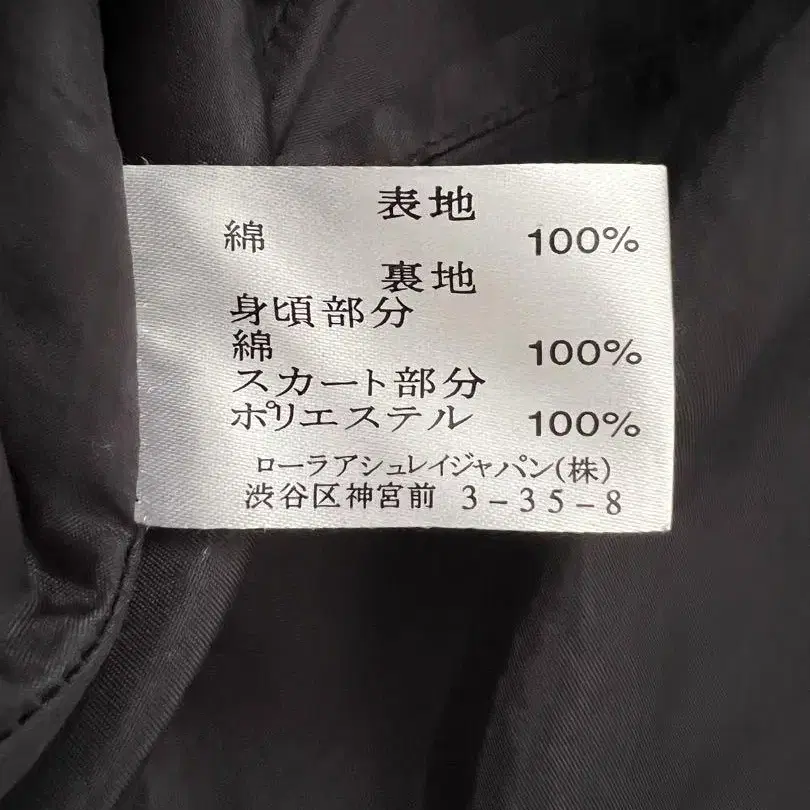 表地
綿 100%
裏地
身頃部分
綿 100%
スカート部分
ポリエステル 100%
ローラアシュレイジャパン(株)
渋谷区神宮前 3-35-8